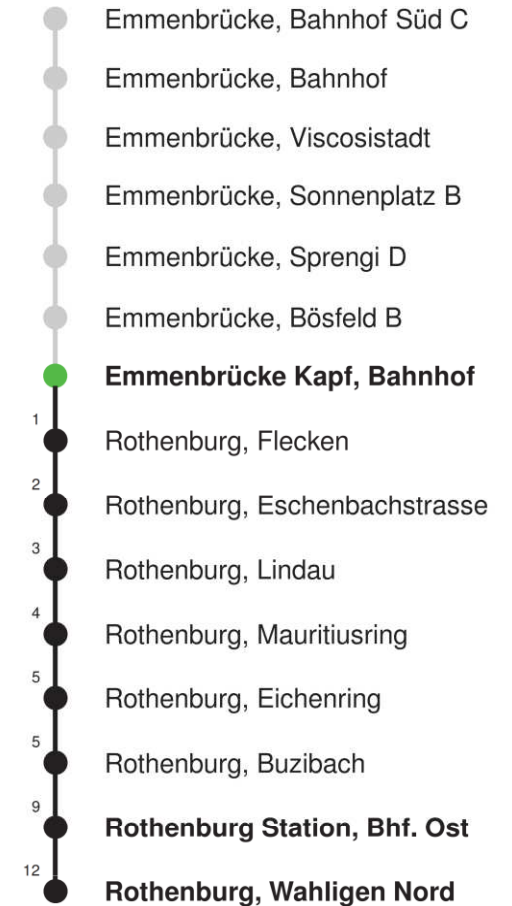 Emmenbrücke, Bahnhof Süd C
Emmenbrücke, Bahnhof
Emmenbrücke, Viscosistadt
Emmenbrücke, Sonnenplatz B
Emmenbrücke, Sprengi D
Emmenbrücke, Bösfeld B
Emmenbrücke Kapf, Bahnhof
1 Rothenburg, Flecken
2 Rothenburg, Eschenbachstrasse
3 Rothenburg, Lindau
4 Rothenburg, Mauritiusring
5 Rothenburg, Eichenring
5 Rothenburg, Buzibach
9 Rothenburg Station, Bhf. Ost
12 Rothenburg, Wahligen Nord